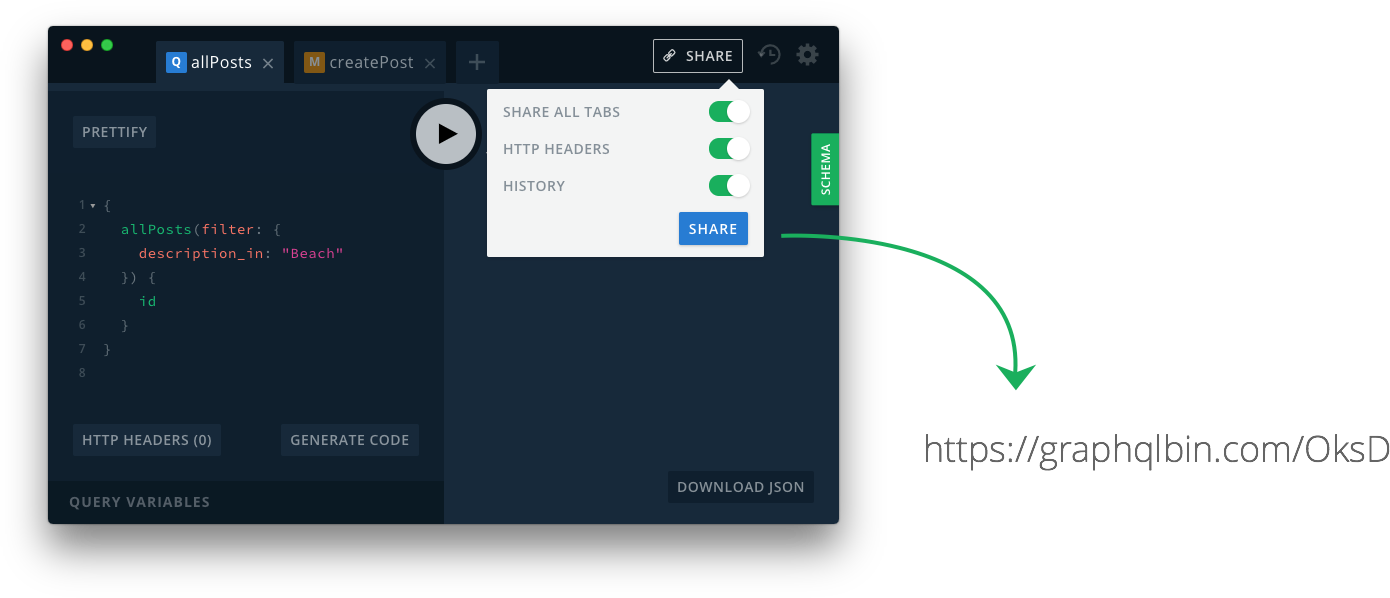 Q allPosts ×
M createPost ×
+
SHARE
PRETTIFY
SHARE ALL TABS
HTTP HEADERS
HISTORY
SHARE
SCHEMA
1 {
2 allPosts(filter: {
3 description_in: "Beach"
4 }) {
5 id
6 }
7 }
8
HTTP HEADERS (0)
GENERATE CODE
QUERY VARIABLES
DOWNLOAD JSON
https://graphqlbin.com/OksD